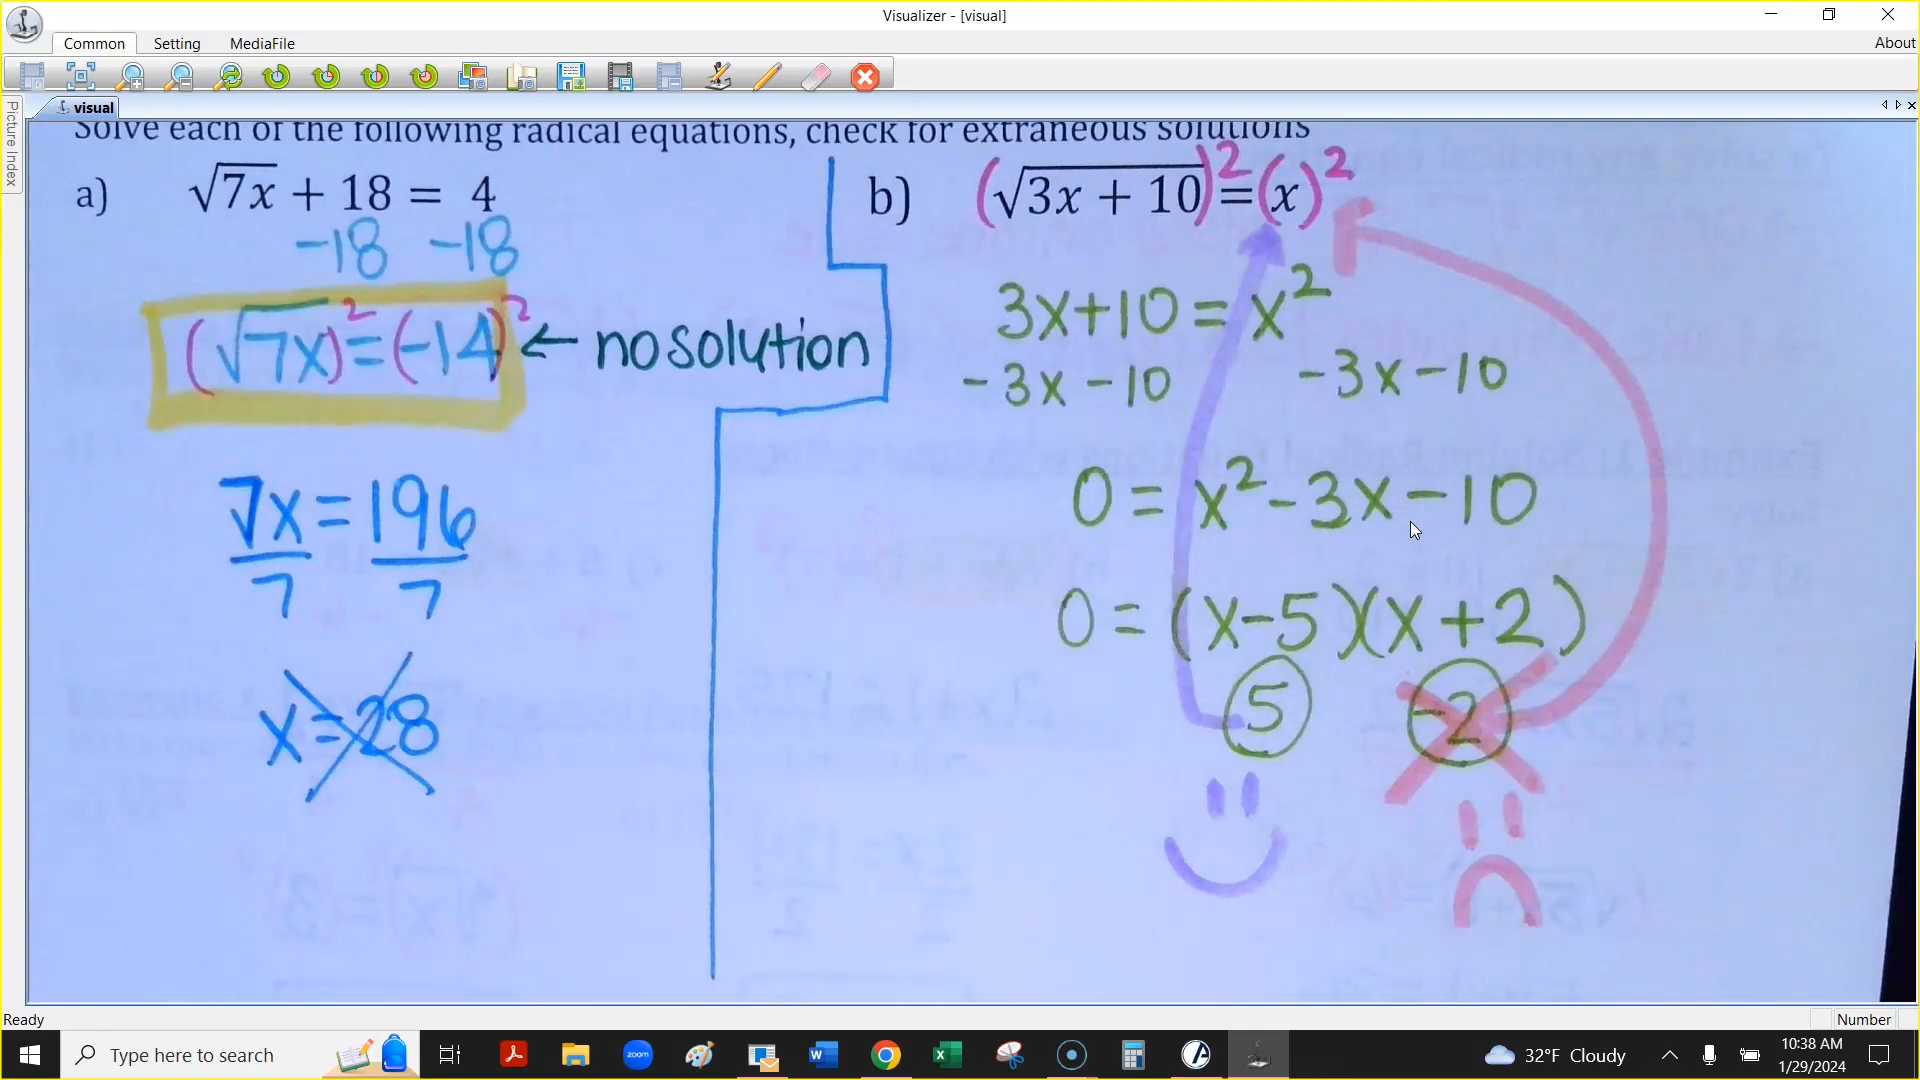 Visualizer - [visual]
Common Setting MediaFile About
Picture Index
visual
Solve each of the following radical equations, check for extraneous solutions
a) √7x + 18 = 4
-18 -18
(√7x)² = (-14)² ← no solution
7x = 196
7 7
x = 28
b) (√3x + 10)² = (x)²
3x+10 = x²
-3x -10 -3x -10
0 = x² - 3x - 10
0 = (x-5)(x+2)
5 -2
Ready Number
Type here to search
zoom
32°F Cloudy
10:38 AM
1/29/2024